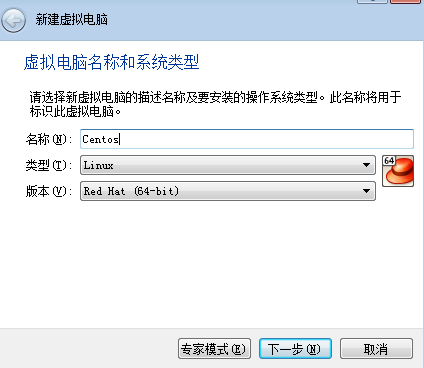 新建虚拟电脑
虚拟电脑名称和系统类型
请选择新虚拟电脑的描述名称及要安装的操作系统类型。此名称将用于
标识此虚拟电脑。
名称(N): Centos
类型(T): Linux
64
版本(V): Red Hat (64-bit)
专家模式(E) 下一步(N) 取消